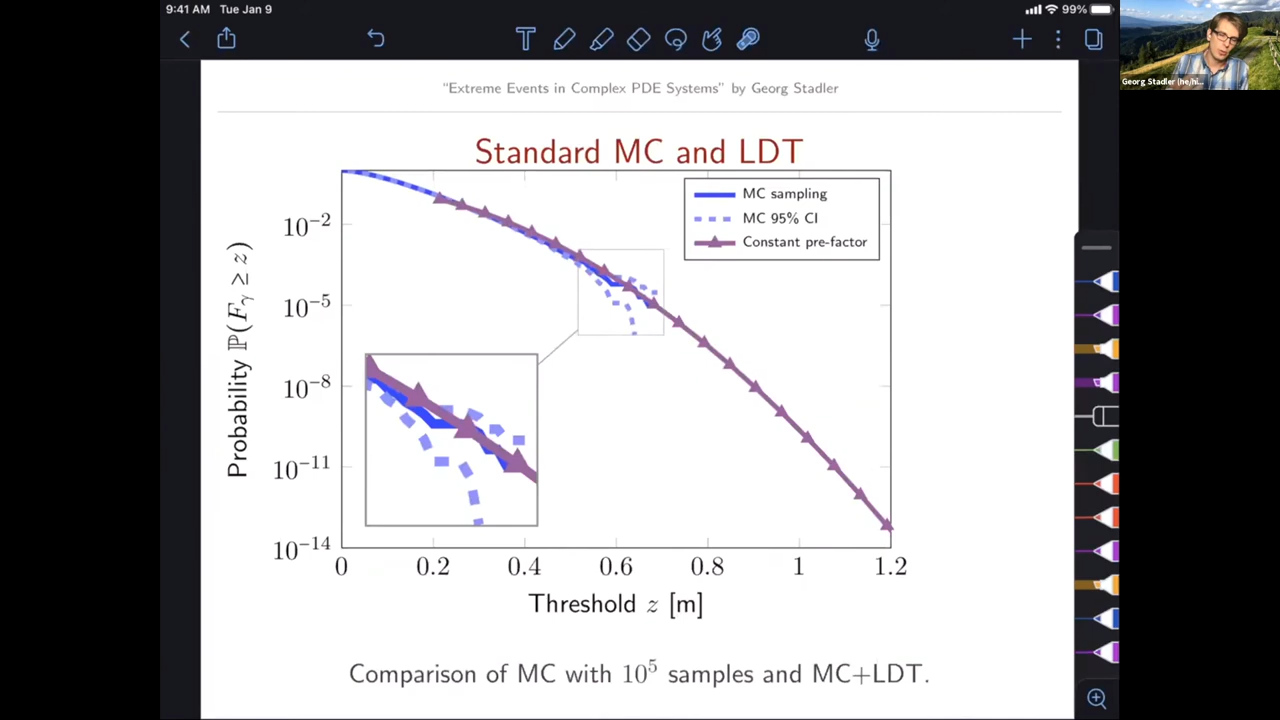 9:41 AM Tue Jan 9
99%
Georg Stadler (he/hi...
"Extreme Events in Complex PDE Systems" by Georg Stadler
Standard MC and LDT
MC sampling
MC 95% CI
Constant pre-factor
Probability ℙ(F_γ ≥ z)
10^{-2}
10^{-5}
10^{-8}
10^{-11}
10^{-14}
0 0.2 0.4 0.6 0.8 1 1.2
Threshold z [m]
Comparison of MC with 10^5 samples and MC+LDT.